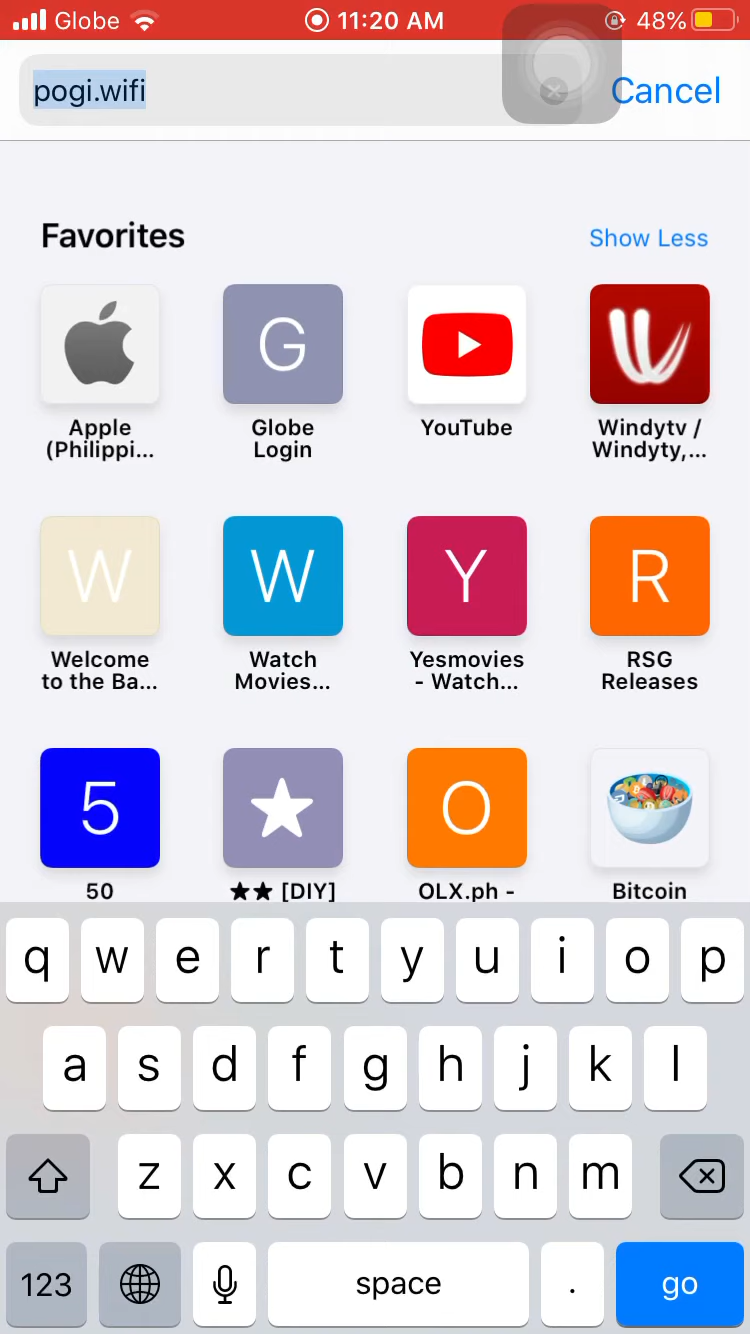 Globe 11:20 AM 48%
pogi.wifi Cancel
Favorites Show Less
G
Apple (Philippi...
Globe Login
YouTube
Windytv / Windyty,...
W W Y R
Welcome to the Ba...
Watch Movies...
Yesmovies - Watch...
RSG Releases
5 O
50 ★★ [DIY] OLX.ph - Bitcoin
q w e r t y u i o p
a s d f g h j k l
z x c v b n m
123 space . go